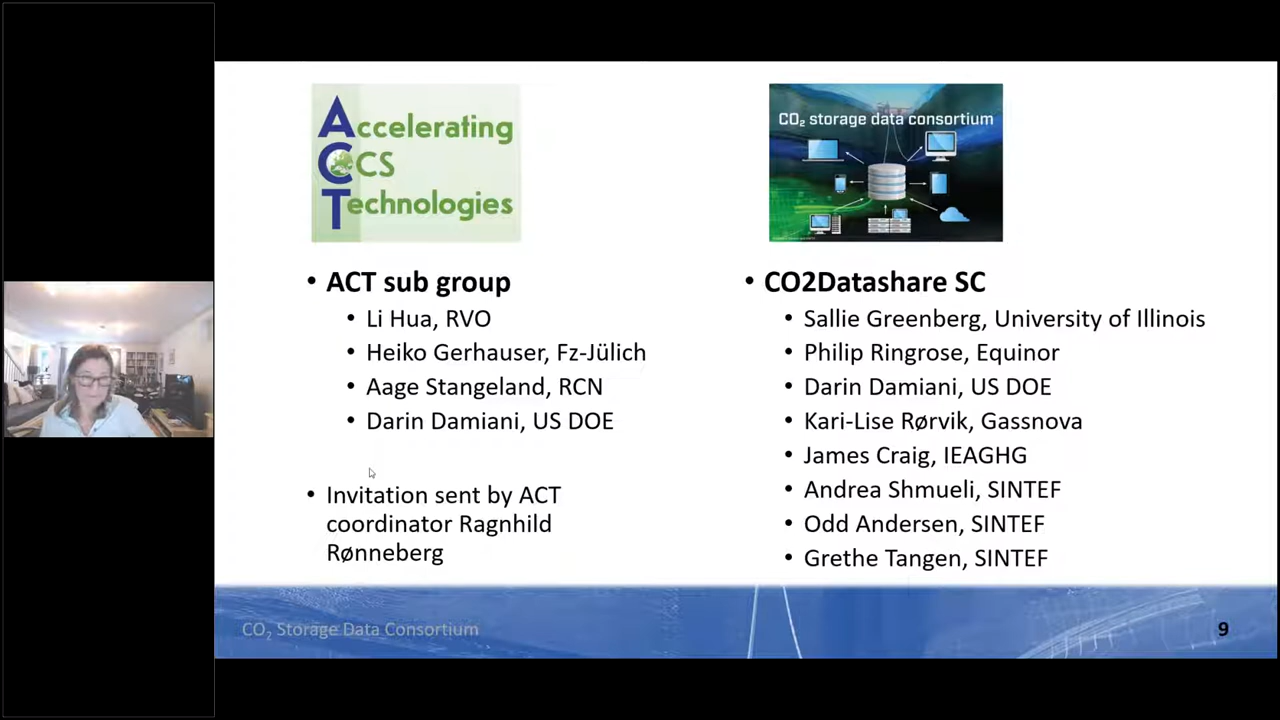 Accelerating
CCS
Technologies
CO₂ storage data consortium
• ACT sub group
• Li Hua, RVO
• Heiko Gerhauser, Fz-Jülich
• Aage Stangeland, RCN
• Darin Damiani, US DOE
• Invitation sent by ACT
coordinator Ragnhild
Rønneberg
• CO2Datashare SC
• Sallie Greenberg, University of Illinois
• Philip Ringrose, Equinor
• Darin Damiani, US DOE
• Kari-Lise Rørvik, Gassnova
• James Craig, IEAGHG
• Andrea Shmueli, SINTEF
• Odd Andersen, SINTEF
• Grethe Tangen, SINTEF
CO₂ Storage Data Consortium
9